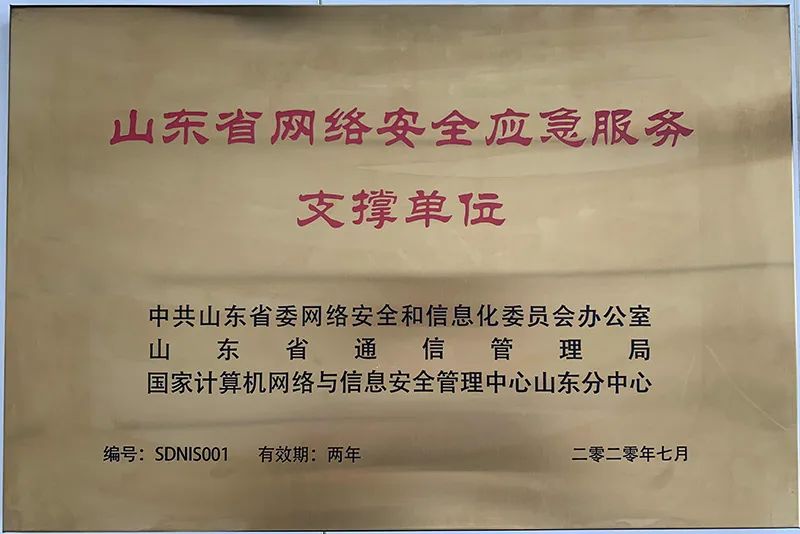 山东省网络安全应急服务
支撑单位
中共山东省委网络安全和信息化委员会办公室
山东省通信管理局
国家计算机网络与信息安全管理中心山东分中心
编号：SDNIS001 有效期：两年 二零二零年七月